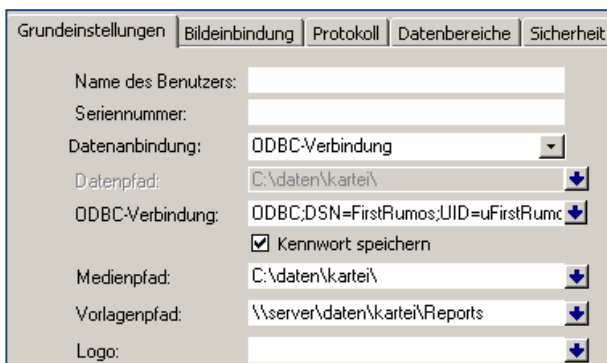 Grundeinstellungen Bildeinbindung Protokoll Datenbereiche Sicherheit
Name des Benutzers:
Seriennummer:
Datenanbindung: ODBC-Verbindung
Datenpfad: C:\daten\kartei\
ODBC-Verbindung: ODBC;DSN=FirstRumos;UID=uFirstRumo
Kennwort speichern
Medienpfad: C:\daten\kartei\
Vorlagenpfad: \\server\daten\kartei\Reports
Logo: